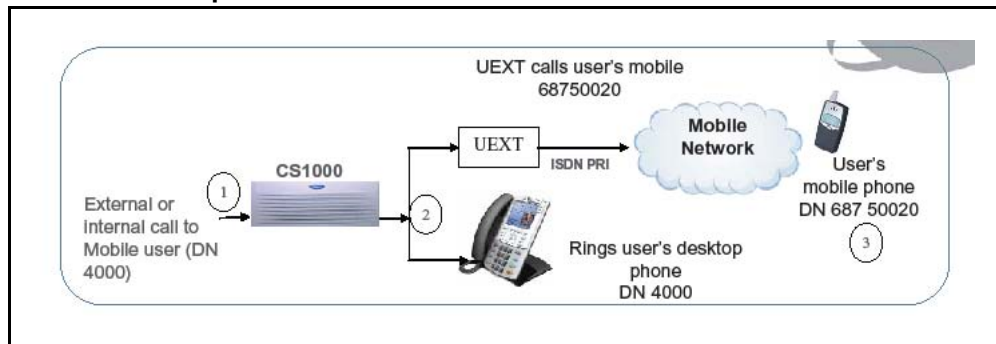 UEXT calls user's mobile
68750020
UEXT
ISDN PRI
Mobile
Network
User's
mobile phone
DN 687 50020
3
CS1000
1
2
External or
internal call to
Mobile user (DN
4000)
Rings user's desktop
phone
DN 4000